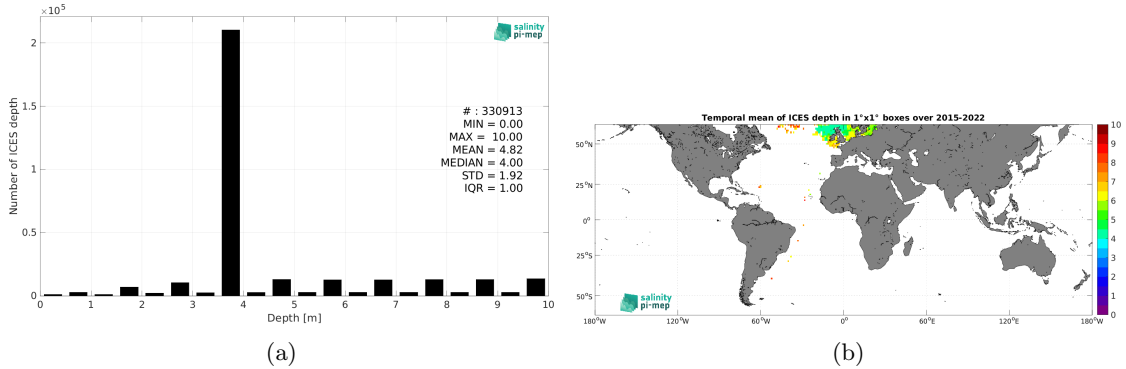 ×10⁵
2
1.5
1
0.5
0
Number of ICES depth
0 1 2 3 4 5 6 7 8 9 10
Depth [m]
salinity
pi-mep
# : 330913
MIN = 0.00
MAX = 10.00
MEAN = 4.82
MEDIAN = 4.00
STD = 1.92
IQR = 1.00
(a)
Temporal mean of ICES depth in 1°x1° boxes over 2015-2022
50°N
25°N
0°
25°S
50°S
180°W 120°W 60°W 0° 60°E 120°E 180°E
salinity
pi-mep
10
9
8
7
6
5
4
3
2
1
0
(b)